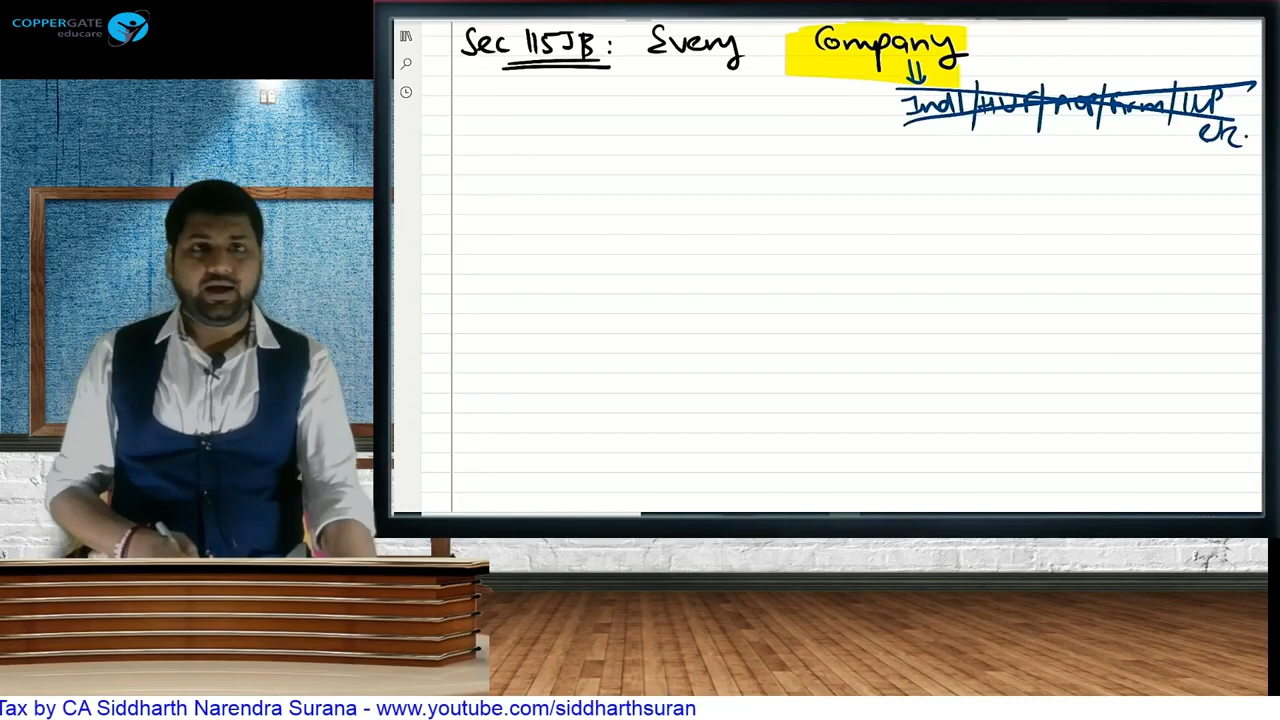 COPPERGATE
educare
Sec 115JB: Every Company
Indl/HUF/AOP/Firm/LLP
etc.
Tax by CA Siddharth Narendra Surana - www.youtube.com/siddharthsuran